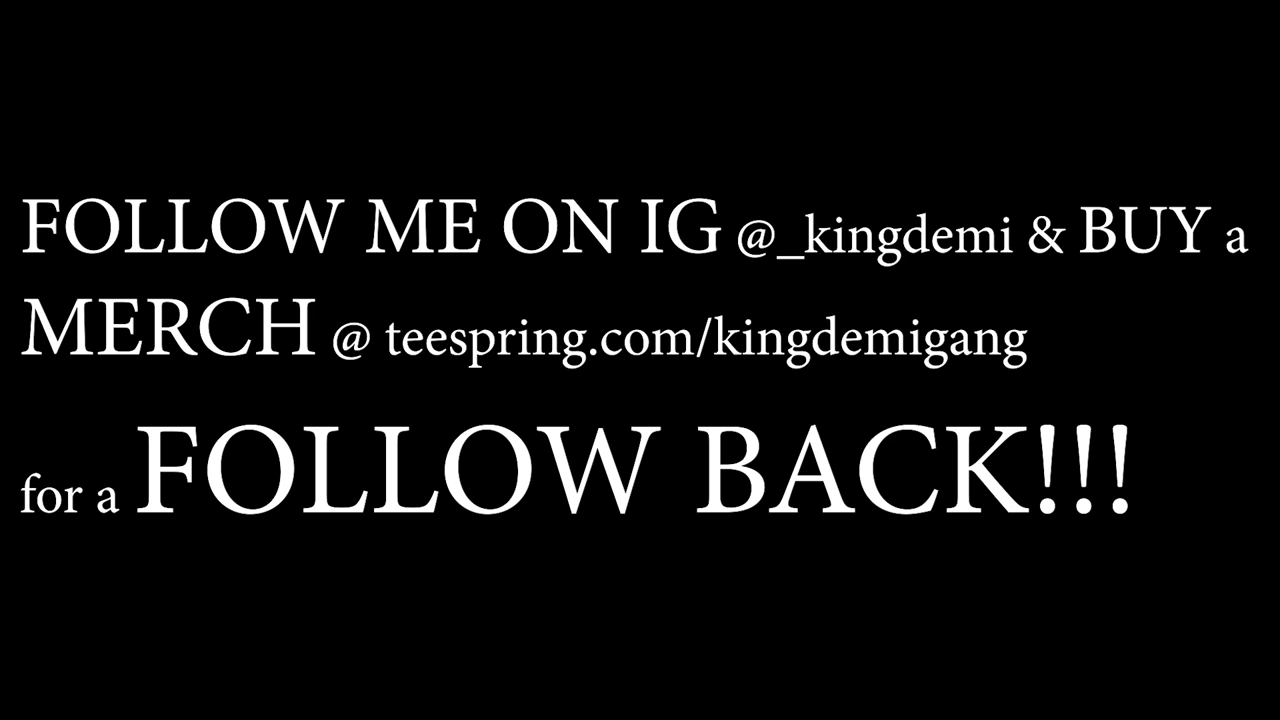 FOLLOW ME ON IG @_kingdemi & BUY a
MERCH @ teespring.com/kingdemigang
for a FOLLOW BACK!!!